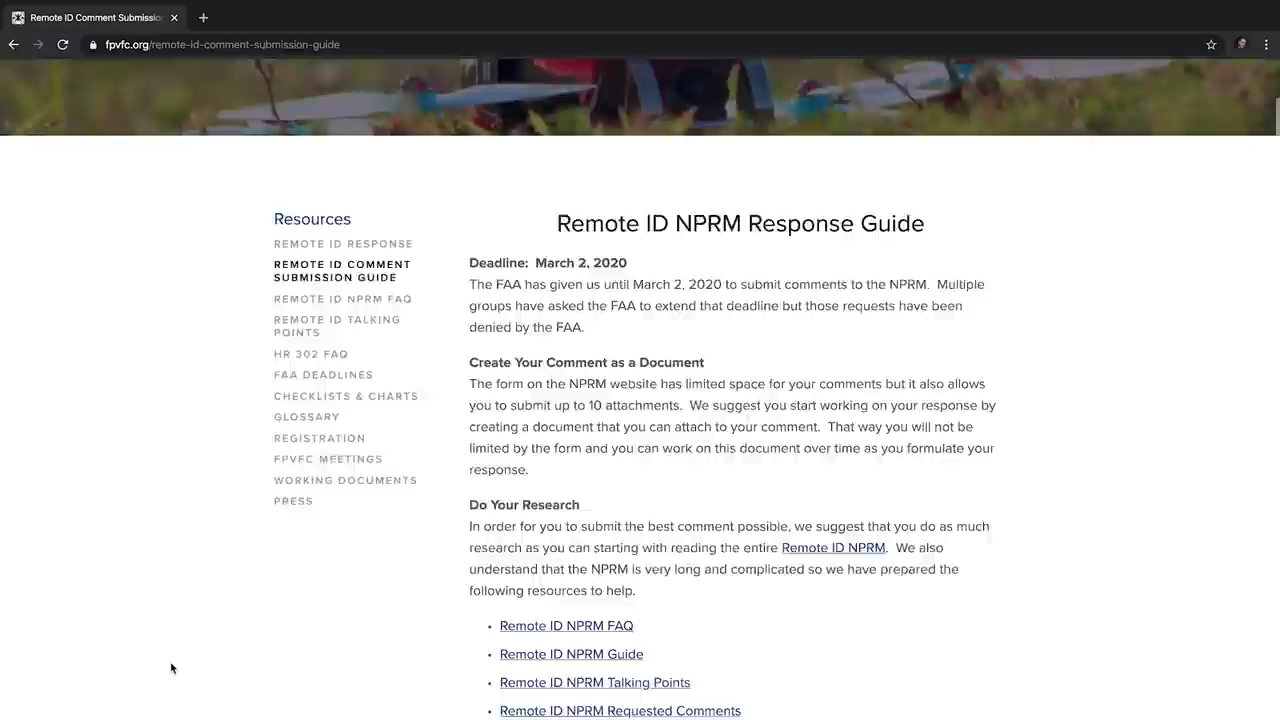 Remote ID Comment Submissio
fpvfc.org/remote-id-comment-submission-guide
Resources
REMOTE ID RESPONSE
REMOTE ID COMMENT
SUBMISSION GUIDE
REMOTE ID NPRM FAQ
REMOTE ID TALKING
POINTS
HR 302 FAQ
FAA DEADLINES
CHECKLISTS & CHARTS
GLOSSARY
REGISTRATION
FPVFC MEETINGS
WORKING DOCUMENTS
PRESS
Remote ID NPRM Response Guide
Deadline: March 2, 2020
The FAA has given us until March 2, 2020 to submit comments to the NPRM. Multiple
groups have asked the FAA to extend that deadline but those requests have been
denied by the FAA.
Create Your Comment as a Document
The form on the NPRM website has limited space for your comments but it also allows
you to submit up to 10 attachments. We suggest you start working on your response by
creating a document that you can attach to your comment. That way you will not be
limited by the form and you can work on this document over time as you formulate your
response.
Do Your Research
In order for you to submit the best comment possible, we suggest that you do as much
research as you can starting with reading the entire Remote ID NPRM. We also
understand that the NPRM is very long and complicated so we have prepared the
following resources to help.
• Remote ID NPRM FAQ
• Remote ID NPRM Guide
• Remote ID NPRM Talking Points
• Remote ID NPRM Requested Comments